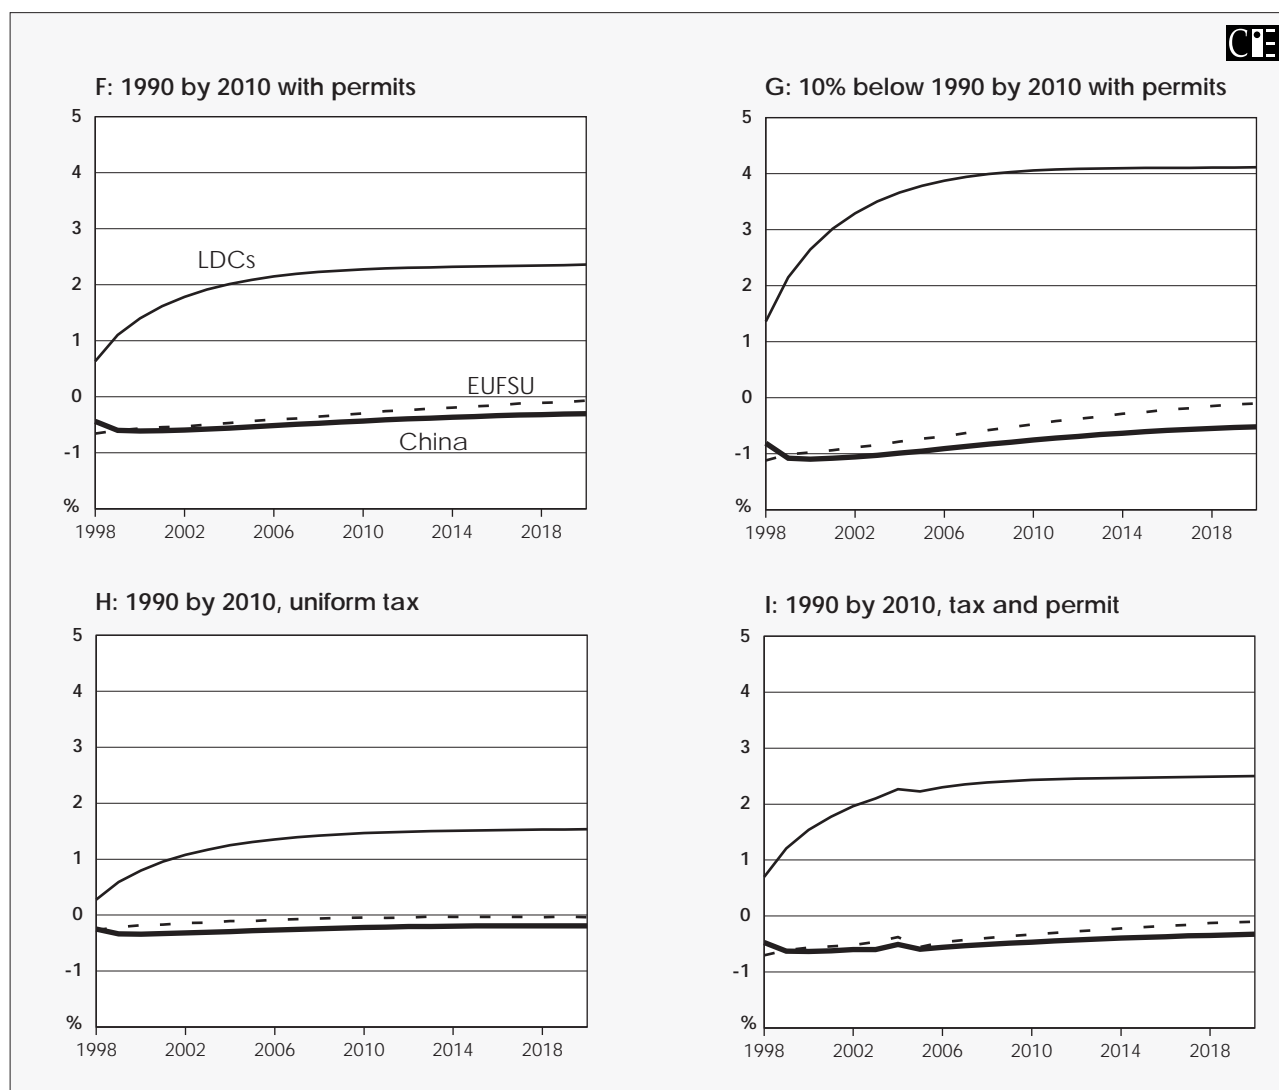 CiE
F: 1990 by 2010 with permits
5
4
3
2
1
0
-1
%
LDCs
EUFSU
China
1998 2002 2006 2010 2014 2018
G: 10% below 1990 by 2010 with permits
5
4
3
2
1
0
-1
%
1998 2002 2006 2010 2014 2018
H: 1990 by 2010, uniform tax
5
4
3
2
1
0
-1
%
1998 2002 2006 2010 2014 2018
I: 1990 by 2010, tax and permit
5
4
3
2
1
0
-1
%
1998 2002 2006 2010 2014 2018